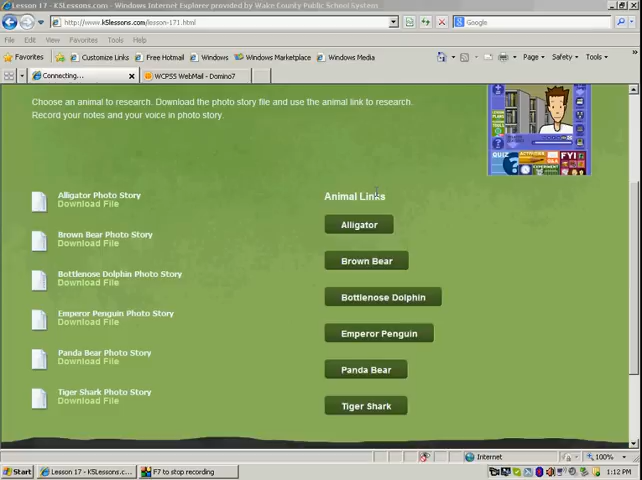 Lesson 17 - K5Lessons.com - Windows Internet Explorer provided by Wake County Public School System
http://www.k5lessons.com/lesson-171.html
Google
File Edit View Favorites Tools Help
Favorites Customize Links Free Hotmail Windows Windows Marketplace Windows Media
Page Safety Tools
Connecting... WCPSS WebMail - Domino7
Choose an animal to research. Download the photo story file and use the animal link to research.
Record your notes and your voice in photo story.
QUIZ
FYI
EXPERIMENT
Alligator Photo Story
Download File
Brown Bear Photo Story
Download File
Bottlenose Dolphin Photo Story
Download File
Emperor Penguin Photo Story
Download File
Panda Bear Photo Story
Download File
Tiger Shark Photo Story
Download File
Animal Links
Alligator
Brown Bear
Bottlenose Dolphin
Emperor Penguin
Panda Bear
Tiger Shark
Internet 100%
Start Lesson 17 - K5Lessons.c... F7 to stop recording 1:12 PM